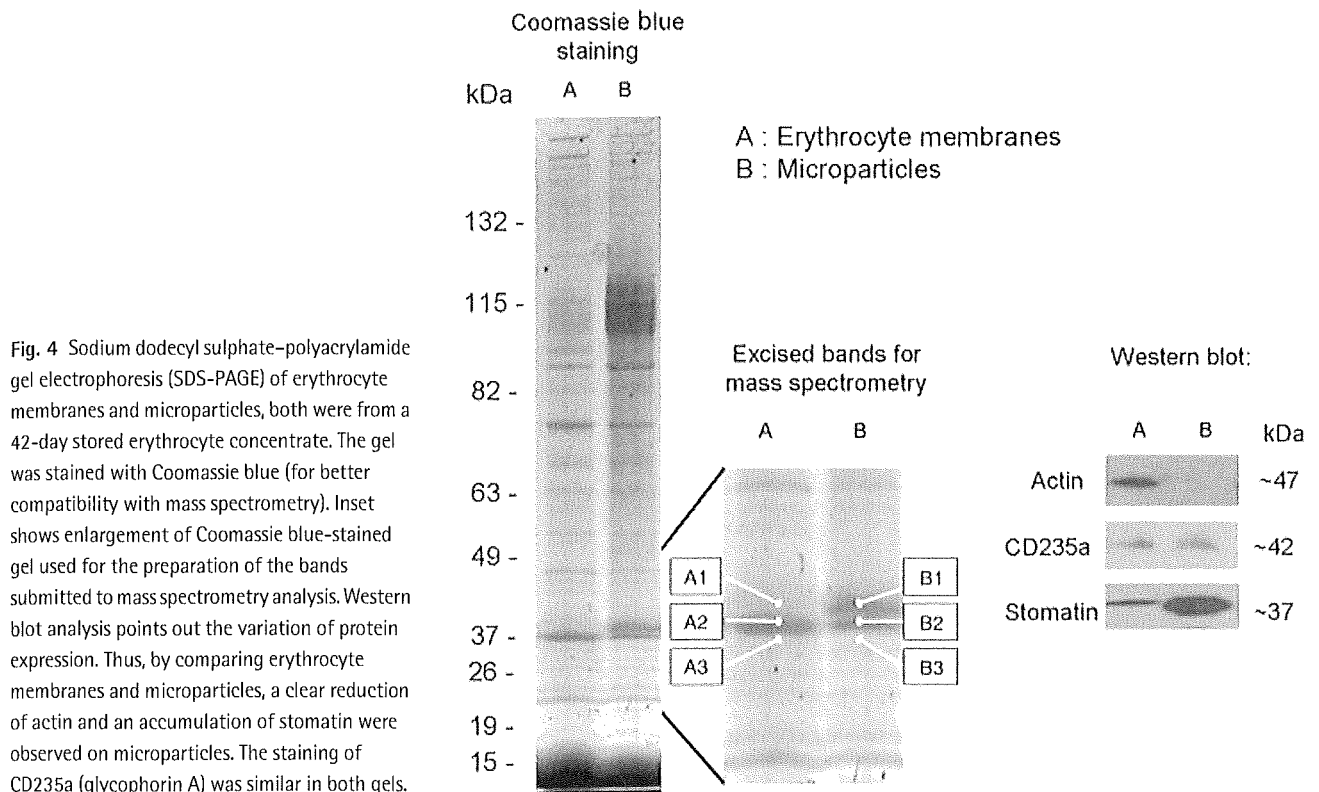 Coomassie blue
staining
kDa
A B
A : Erythrocyte membranes
B : Microparticles
132 -
115 -
82 -
63 -
49 -
37 -
26 -
19 -
15 -
Excised bands for
mass spectrometry
A B
A1
A2
A3
B1
B2
B3
Western blot:
A B kDa
Actin ~47
CD235a ~42
Stomatin ~37
Fig. 4 Sodium dodecyl sulphate–polyacrylamide
gel electrophoresis (SDS-PAGE) of erythrocyte
membranes and microparticles, both were from a
42-day stored erythrocyte concentrate. The gel
was stained with Coomassie blue (for better
compatibility with mass spectrometry). Inset
shows enlargement of Coomassie blue-stained
gel used for the preparation of the bands
submitted to mass spectrometry analysis. Western
blot analysis points out the variation of protein
expression. Thus, by comparing erythrocyte
membranes and microparticles, a clear reduction
of actin and an accumulation of stomatin were
observed on microparticles. The staining of
CD235a (glycophorin A) was similar in both gels.